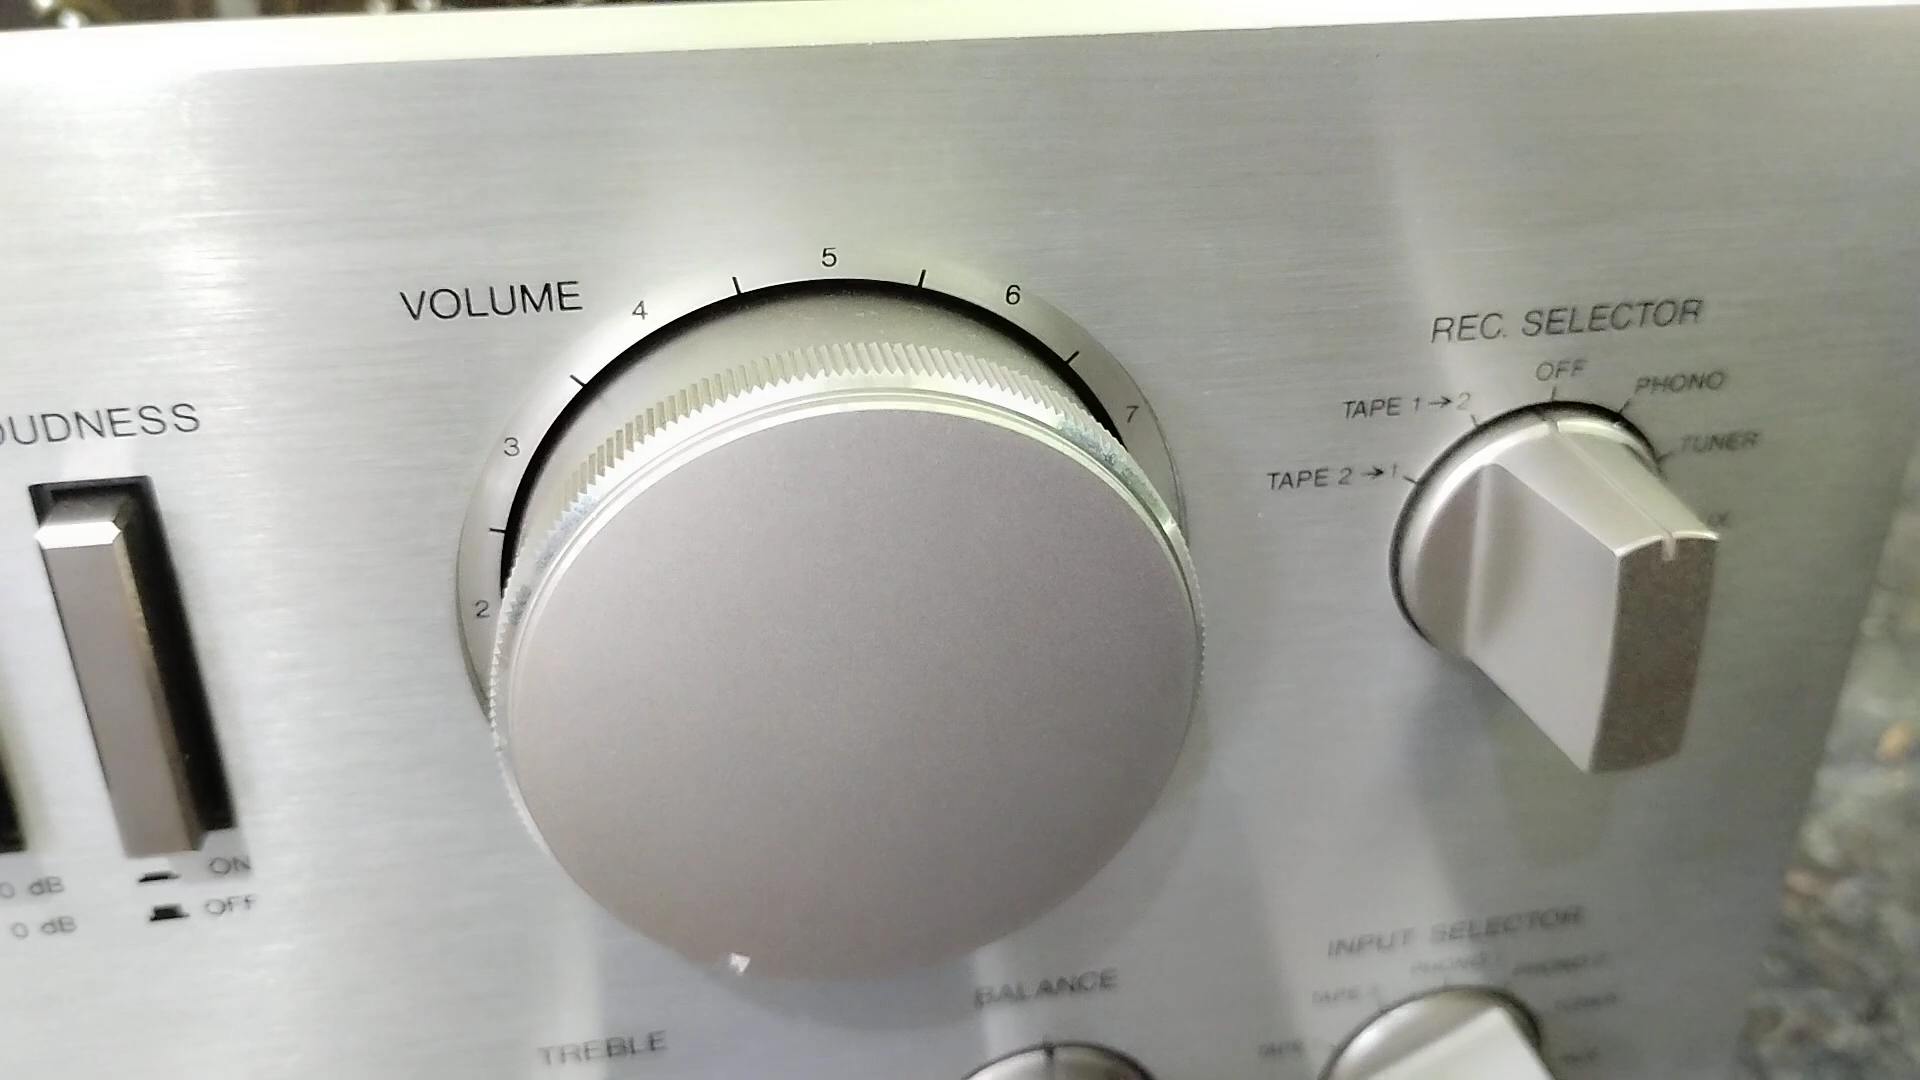 VOLUME
2
3
4
5
6
7
REC. SELECTOR
OFF
PHONO
TAPE 1→2
TUNER
TAPE 2→1
UDNESS
ON
OFF
0 dB
0 dB
INPUT SELECTOR
BALANCE
TREBLE